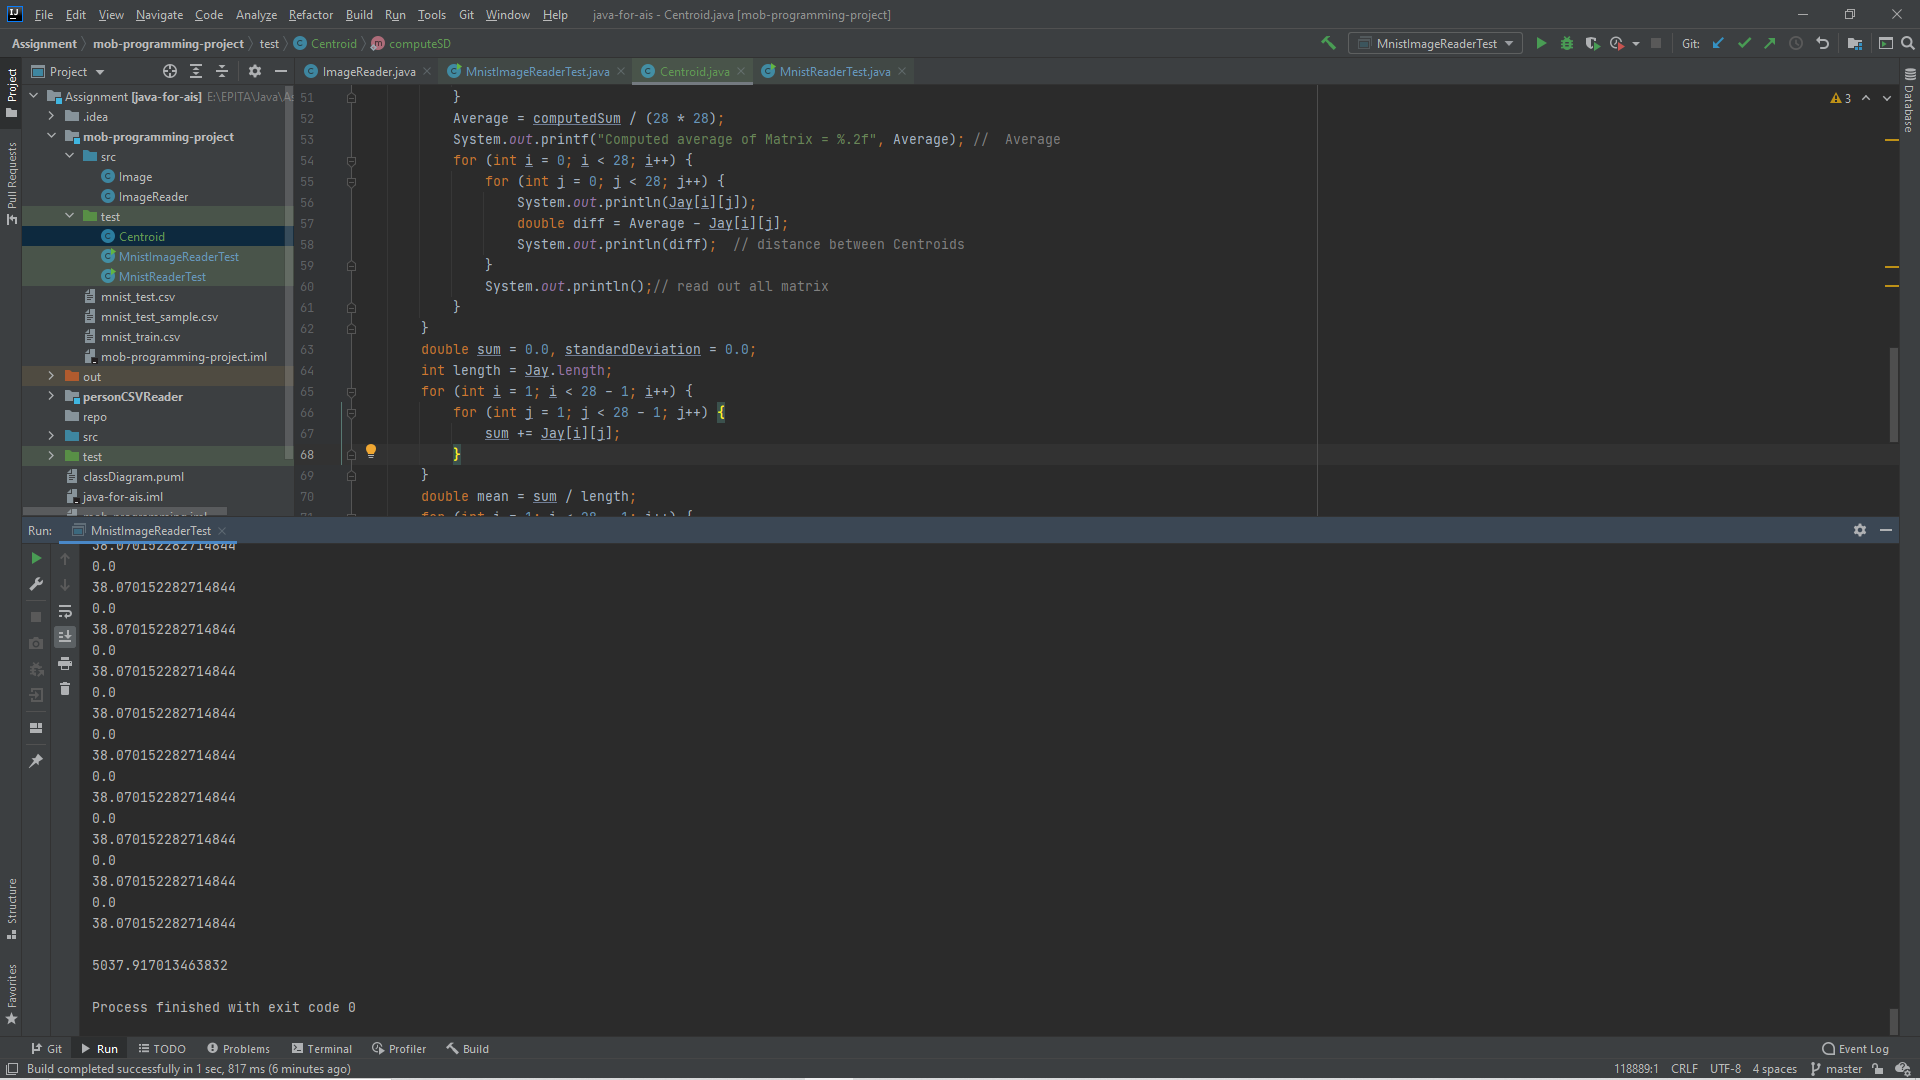 File Edit View Navigate Code Analyze Refactor Build Run Tools Git Window Help java-for-ais - Centroid.java [mob-programming-project]
Assignment mob-programming-project test Centroid computeSD MnistImageReaderTest Git:
Project ImageReader.java MnistImageReaderTest.java Centroid.java MnistReaderTest.java
Project
Pull Requests
Structure
Favorites
Database
Assignment [java-for-ais] E:\EPITA\Java\As
.idea
mob-programming-project
src
Image
ImageReader
test
Centroid
MnistImageReaderTest
MnistReaderTest
mnist_test.csv
mnist_test_sample.csv
mnist_train.csv
mob-programming-project.iml
out
personCSVReader
repo
src
test
classDiagram.puml
java-for-ais.iml
3
51 }
52 Average = computedSum / (28 * 28);
53 System.out.printf("Computed average of Matrix = %.2f", Average); //  Average
54 for (int i = 0; i < 28; i++) {
55 for (int j = 0; j < 28; j++) {
56 System.out.println(Jay[i][j]);
57 double diff = Average - Jay[i][j];
58 System.out.println(diff);  // distance between Centroids
59 }
60 System.out.println();// read out all matrix
61 }
62 }
63 double sum = 0.0, standardDeviation = 0.0;
64 int length = Jay.length;
65 for (int i = 1; i < 28 - 1; i++) {
66 for (int j = 1; j < 28 - 1; j++) {
67 sum += Jay[i][j];
68 }
69 }
70 double mean = sum / length;
Run: MnistImageReaderTest
38.070152282714844
0.0
38.070152282714844
0.0
38.070152282714844
0.0
38.070152282714844
0.0
38.070152282714844
0.0
38.070152282714844
0.0
38.070152282714844
0.0
38.070152282714844
0.0
38.070152282714844
0.0
38.070152282714844
5037.917013463832
Process finished with exit code 0
Git Run TODO Problems Terminal Profiler Build Event Log
Build completed successfully in 1 sec, 817 ms (6 minutes ago) 118889:1 CRLF UTF-8 4 spaces master